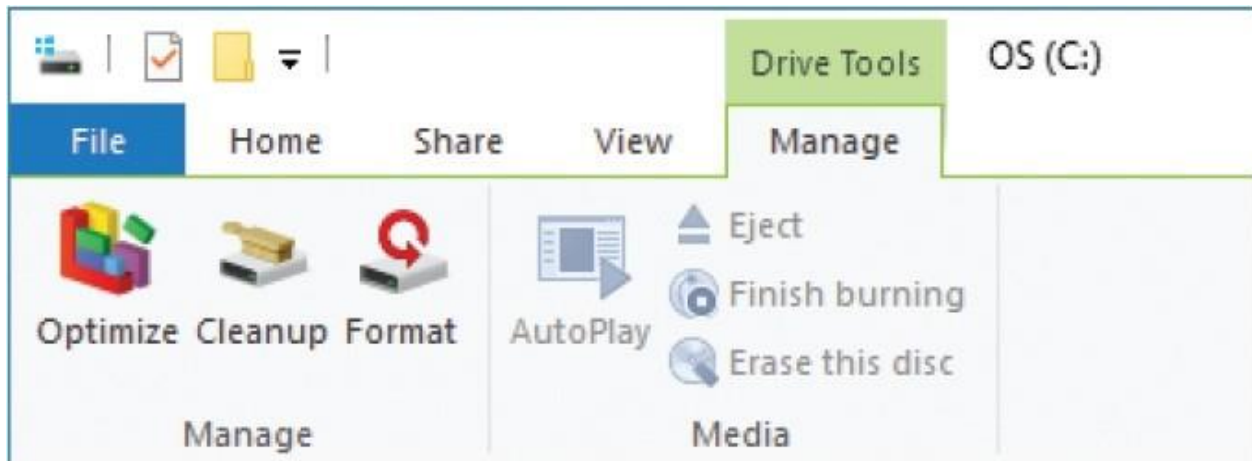 Drive Tools OS (C:)
File Home Share View Manage
Eject
Finish burning
Optimize Cleanup Format AutoPlay
Erase this disc
Manage Media